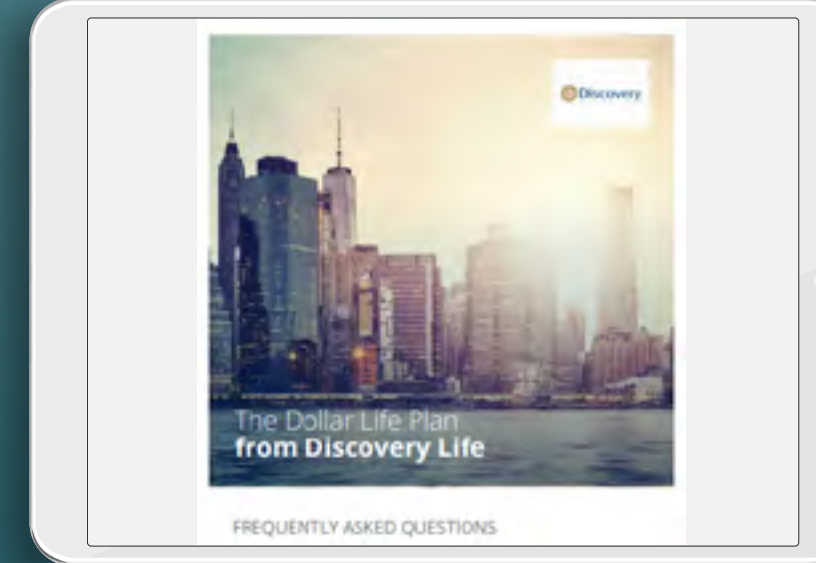 Discovery
The Dollar Life Plan
from Discovery Life
FREQUENTLY ASKED QUESTIONS